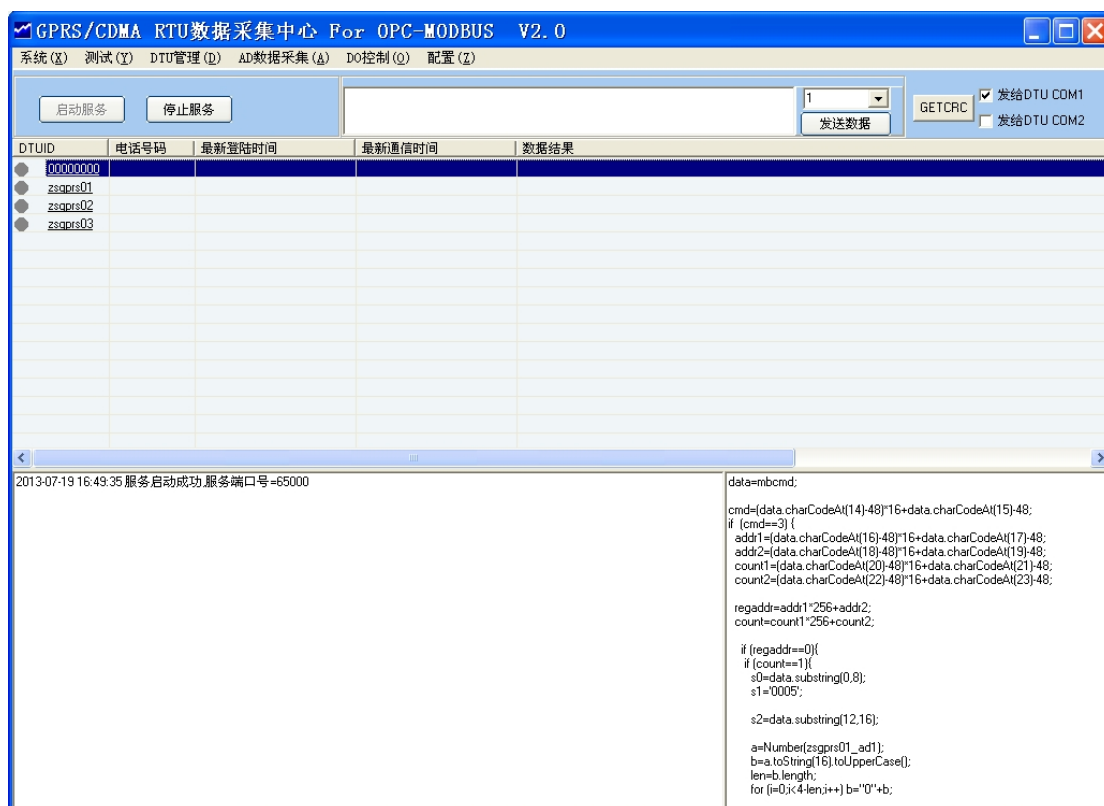 GPRS/CDMA RTU数据采集中心 For OPC-MODBUS V2.0
系统(X) 测试(Y) DTU管理(D) AD数据采集(A) DO控制(O) 配置(Z)
启动服务 停止服务 1 发送数据 GETCRC
发给DTU COM1
发给DTU COM2
DTUID 电话号码 最新登陆时间 最新通信时间 数据结果
00000000
zsgprs01
zsgprs02
zsgprs03
2013-07-19 16:49:35 服务启动成功,服务端口号=65000
data=mbcmd;
cmd=(data.charCodeAt(14)-48)*16+data.charCodeAt(15)-48;
if (cmd==3) {
addr1=(data.charCodeAt(16)-48)*16+data.charCodeAt(17)-48;
addr2=(data.charCodeAt(18)-48)*16+data.charCodeAt(19)-48;
count1=(data.charCodeAt(20)-48)*16+data.charCodeAt(21)-48;
count2=(data.charCodeAt(22)-48)*16+data.charCodeAt(23)-48;
regaddr=addr1*256+addr2;
count=count1*256+count2;
if (regaddr==0){
if (count==1){
s0=data.substring(0,8);
s1='0005';
s2=data.substring(12,16);
a=Number(zsgprs01_ad1);
b=a.toString(16).toUpperCase();
len=b.length;
for (i=0;i<4-len;i++) b="0"+b;